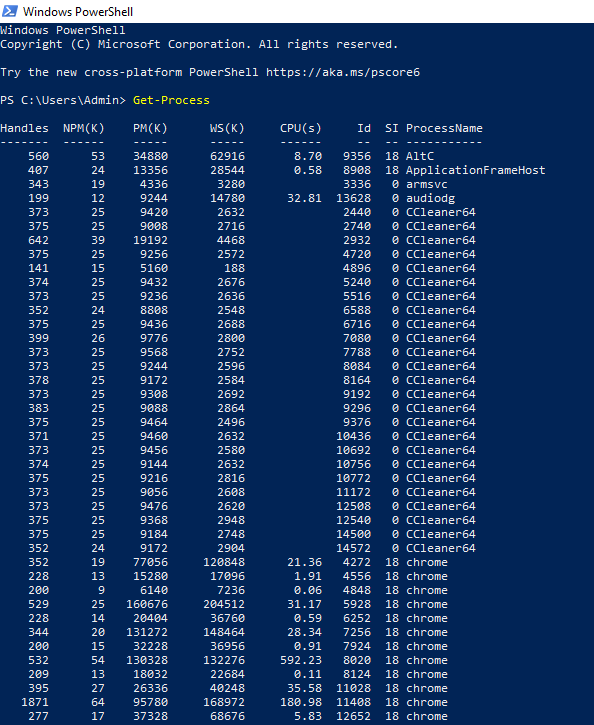 Windows PowerShell
Windows PowerShell
Copyright (C) Microsoft Corporation. All rights reserved.
Try the new cross-platform PowerShell https://aka.ms/pscore6
PS C:\Users\Admin> Get-Process
Handles NPM(K) PM(K) WS(K) CPU(s) Id SI ProcessName
------- ------ ----- ----- ------ -- -- -----------
560 53 34880 62916 8.70 9356 18 AltC
407 24 13356 28544 0.58 8908 18 ApplicationFrameHost
343 19 4336 3280 3336 0 armsvc
199 12 9244 14780 32.81 13628 0 audiodg
373 25 9420 2632 2440 0 CCleaner64
375 25 9008 2716 2740 0 CCleaner64
642 39 19192 4468 2932 0 CCleaner64
375 25 9256 2572 4720 0 CCleaner64
141 15 5160 188 4896 0 CCleaner64
374 25 9432 2676 5240 0 CCleaner64
373 25 9236 2636 5516 0 CCleaner64
352 24 8808 2548 6588 0 CCleaner64
375 25 9436 2688 6716 0 CCleaner64
399 26 9776 2800 7080 0 CCleaner64
373 25 9568 2752 7788 0 CCleaner64
373 25 9244 2596 8084 0 CCleaner64
378 25 9172 2584 8164 0 CCleaner64
373 25 9308 2692 9192 0 CCleaner64
383 25 9088 2864 9296 0 CCleaner64
375 25 9464 2496 9376 0 CCleaner64
371 25 9460 2632 10436 0 CCleaner64
373 25 9456 2580 10692 0 CCleaner64
374 25 9144 2632 10756 0 CCleaner64
375 25 9216 2816 10772 0 CCleaner64
373 25 9056 2608 11172 0 CCleaner64
373 25 9476 2620 12508 0 CCleaner64
375 25 9368 2948 12540 0 CCleaner64
375 25 9184 2748 14500 0 CCleaner64
352 24 9172 2904 14572 0 CCleaner64
352 19 77056 120848 21.36 4272 18 chrome
228 13 15280 17096 1.91 4556 18 chrome
200 9 6140 7236 0.06 4848 18 chrome
529 25 160676 204512 31.17 5928 18 chrome
228 14 20404 36760 0.59 6252 18 chrome
344 20 131272 148464 28.34 7256 18 chrome
200 15 32228 36956 0.91 7924 18 chrome
532 54 130328 132276 592.23 8020 18 chrome
209 13 18032 22684 0.11 8124 18 chrome
395 27 26336 40248 35.58 11028 18 chrome
1871 64 95780 168972 180.98 11408 18 chrome
277 17 37328 68676 5.83 12652 18 chrome